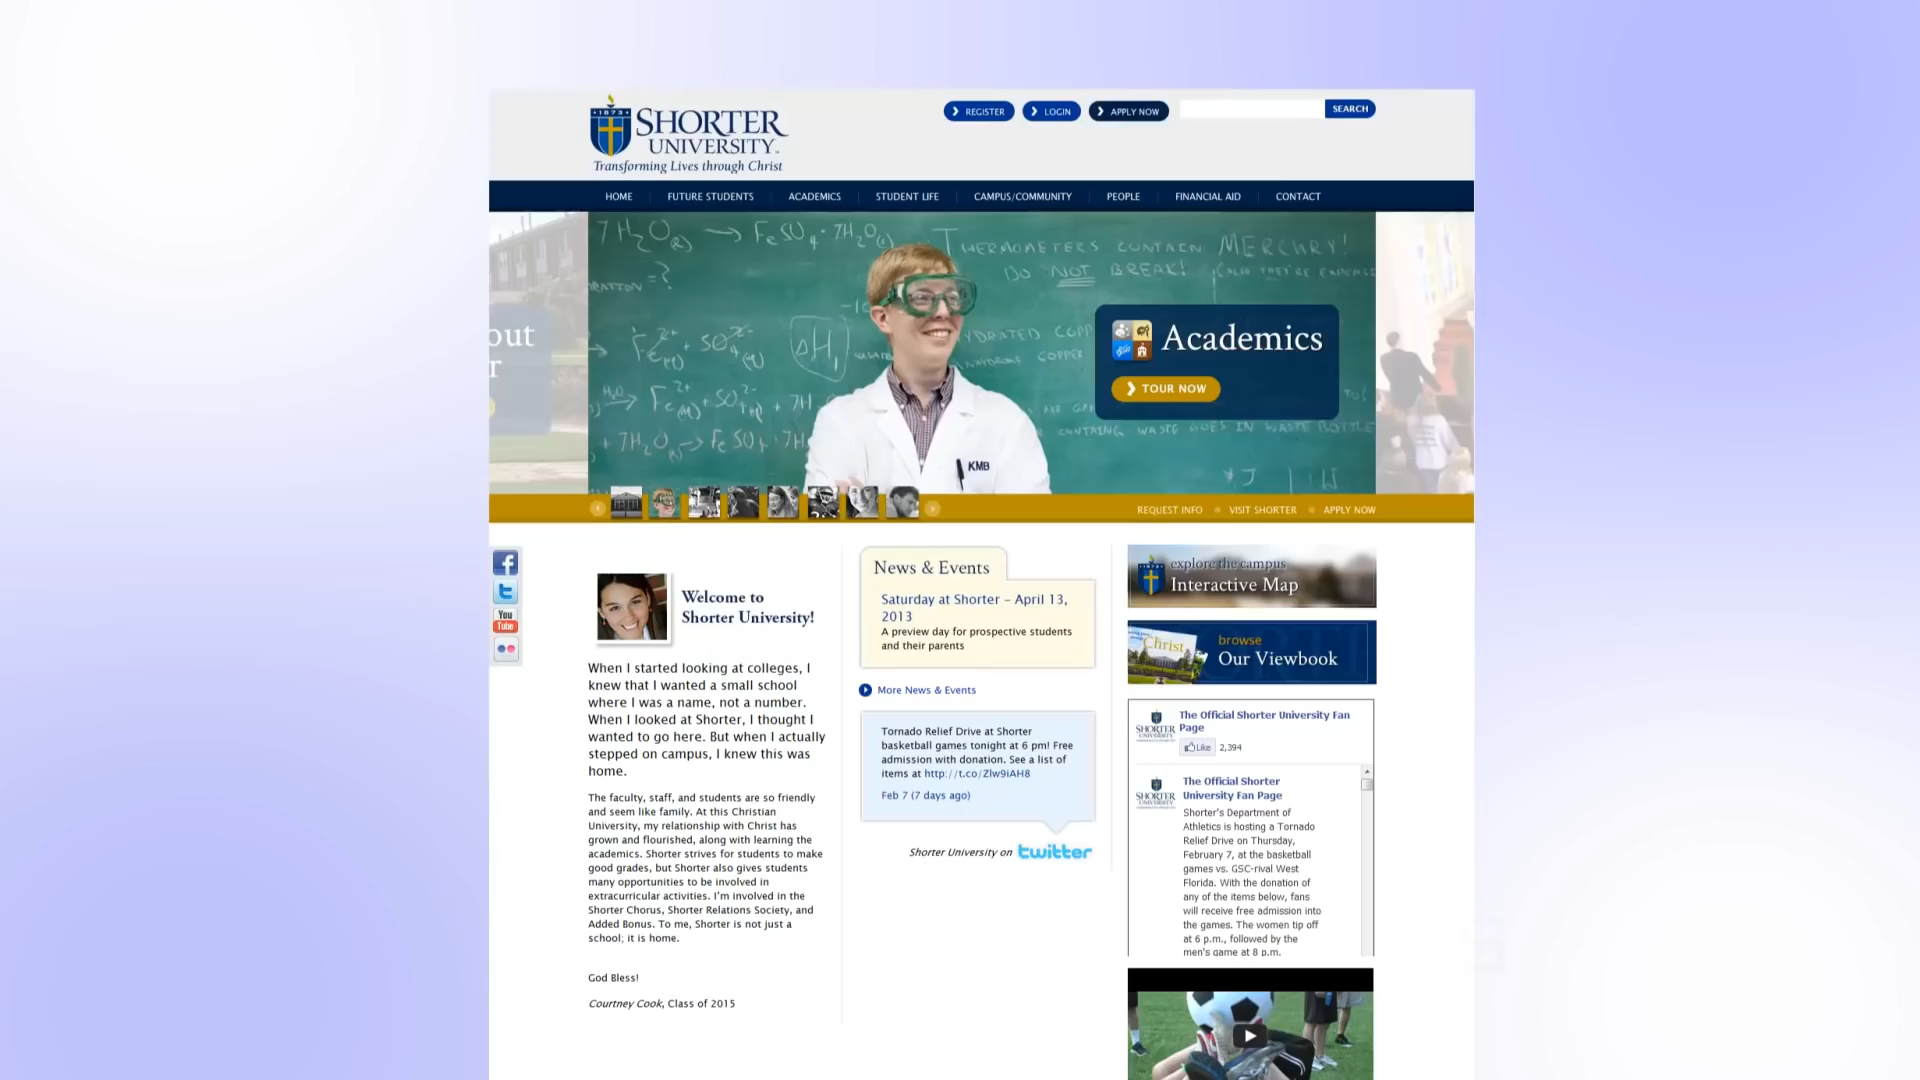 1873
SHORTER
UNIVERSITY
Transforming Lives through Christ
REGISTER
LOGIN
APPLY NOW
SEARCH
HOME
FUTURE STUDENTS
ACADEMICS
STUDENT LIFE
CAMPUS/COMMUNITY
PEOPLE
FINANCIAL AID
CONTACT
THERMOMETERS CONTAIN MERCURY!
DO NOT BREAK!
Academics
TOUR NOW
KMB
REQUEST INFO
VISIT SHORTER
APPLY NOW
Welcome to
Shorter University!
When I started looking at colleges, I
knew that I wanted a small school
where I was a name, not a number.
When I looked at Shorter, I thought I
wanted to go here. But when I actually
stepped on campus, I knew this was
home.
The faculty, staff, and students are so friendly
and seem like family. At this Christian
University, my relationship with Christ has
grown and flourished, along with learning the
academics. Shorter strives for students to make
good grades, but Shorter also gives students
many opportunities to be involved in
extracurricular activities. I'm involved in the
Shorter Chorus, Shorter Relations Society, and
Added Bonus. To me, Shorter is not just a
school; it is home.
God Bless!
Courtney Cook, Class of 2015
You
Tube
News & Events
Saturday at Shorter – April 13,
2013
A preview day for prospective students
and their parents
More News & Events
Tornado Relief Drive at Shorter
basketball games tonight at 6 pm! Free
admission with donation. See a list of
items at http://t.co/Zlw9iAH8
Feb 7 (7 days ago)
Shorter University on twitter
explore the campus
Interactive Map
Christ
browse
Our Viewbook
The Official Shorter University Fan
Page
SHORTER
Like 2,394
The Official Shorter
University Fan Page
SHORTER
Shorter's Department of
Athletics is hosting a Tornado
Relief Drive on Thursday,
February 7, at the basketball
games vs. GSC-rival West
Florida. With the donation of
any of the items below, fans
will receive free admission into
the games. The women tip off
at 6 p.m., followed by the
men's game at 8 p.m.